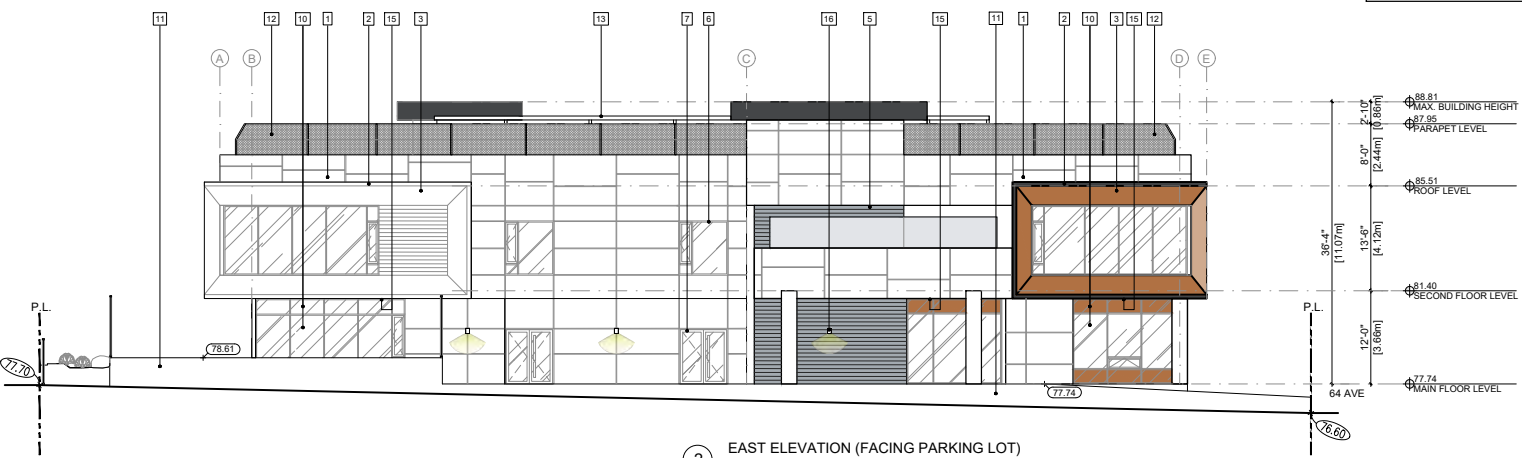 11
12
10
1
2
15
3
13
7
6
16
5
15
11
1
2
10
3
15
12
A
B
C
D
E
88.81
MAX. BUILDING HEIGHT
87.95
PARAPET LEVEL
85.51
ROOF LEVEL
81.40
SECOND FLOOR LEVEL
77.74
MAIN FLOOR LEVEL
2'-10"
[0.86m]
8'-0"
[2.44m]
13'-6"
[4.12m]
12'-0"
[3.66m]
36'-4"
[11.07m]
P.L.
P.L.
77.70
78.61
77.74
64 AVE
76.60
EAST ELEVATION (FACING PARKING LOT)